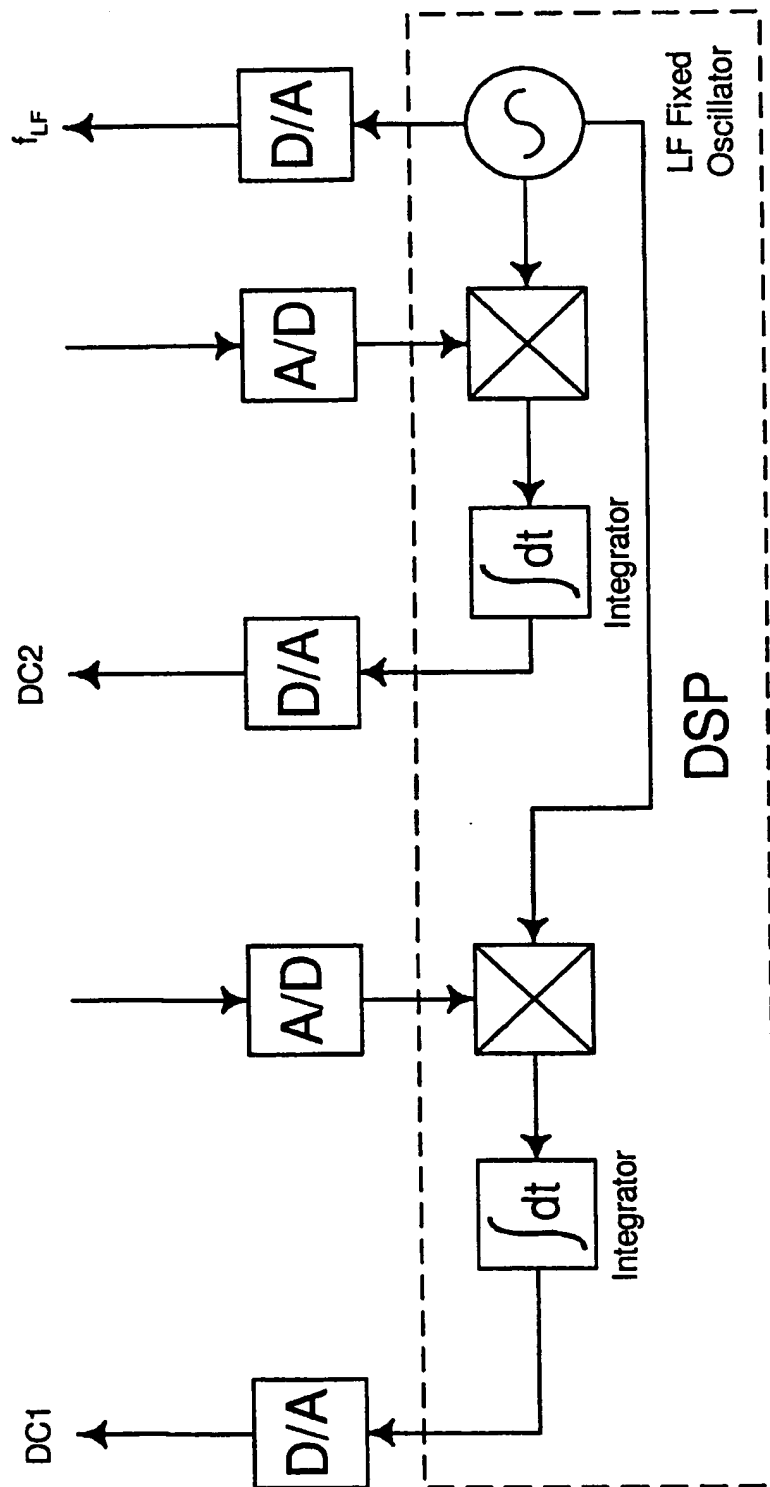 DC1
DC2
f_LF
D/A
A/D
D/A
A/D
D/A
∫dt
Integrator
∫dt
Integrator
LF Fixed
Oscillator
DSP